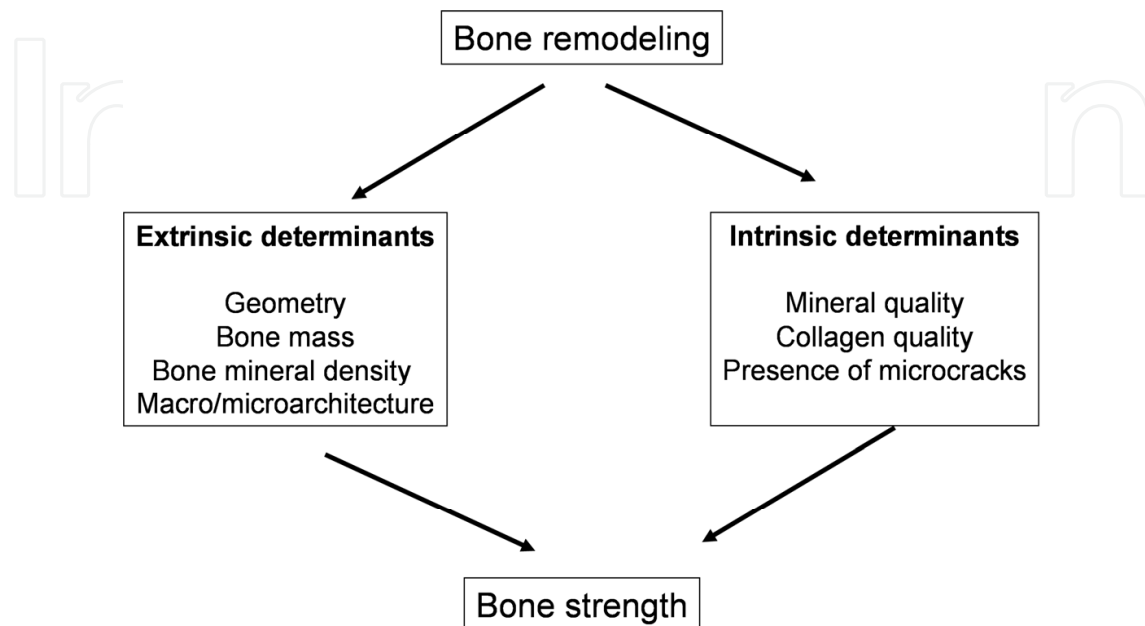 Bone remodeling
Extrinsic determinants
Geometry
Bone mass
Bone mineral density
Macro/microarchitecture
Intrinsic determinants
Mineral quality
Collagen quality
Presence of microcracks
Bone strength